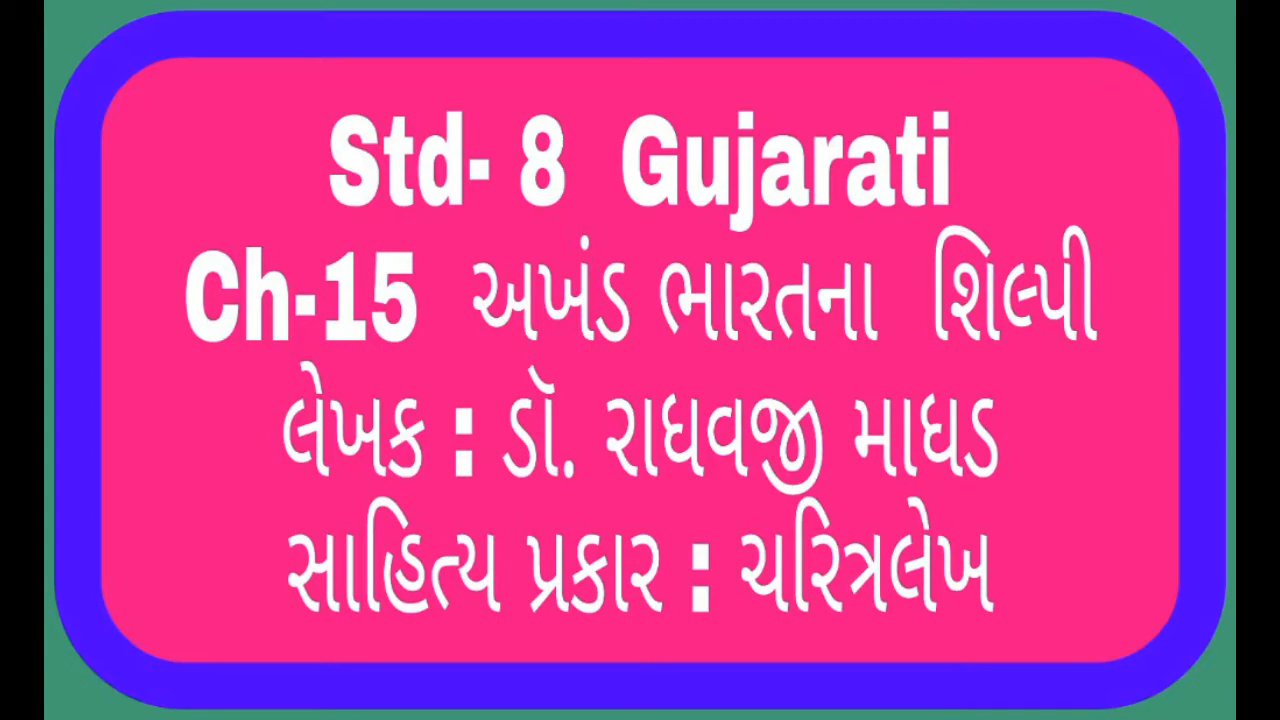 Std- 8 Gujarati
Ch-15 અખંડ ભારતના શિલ્પી
લેખક : ડૉ. રાઘવજી માધડ
સાહિત્ય પ્રકાર : ચરિત્રલેખ